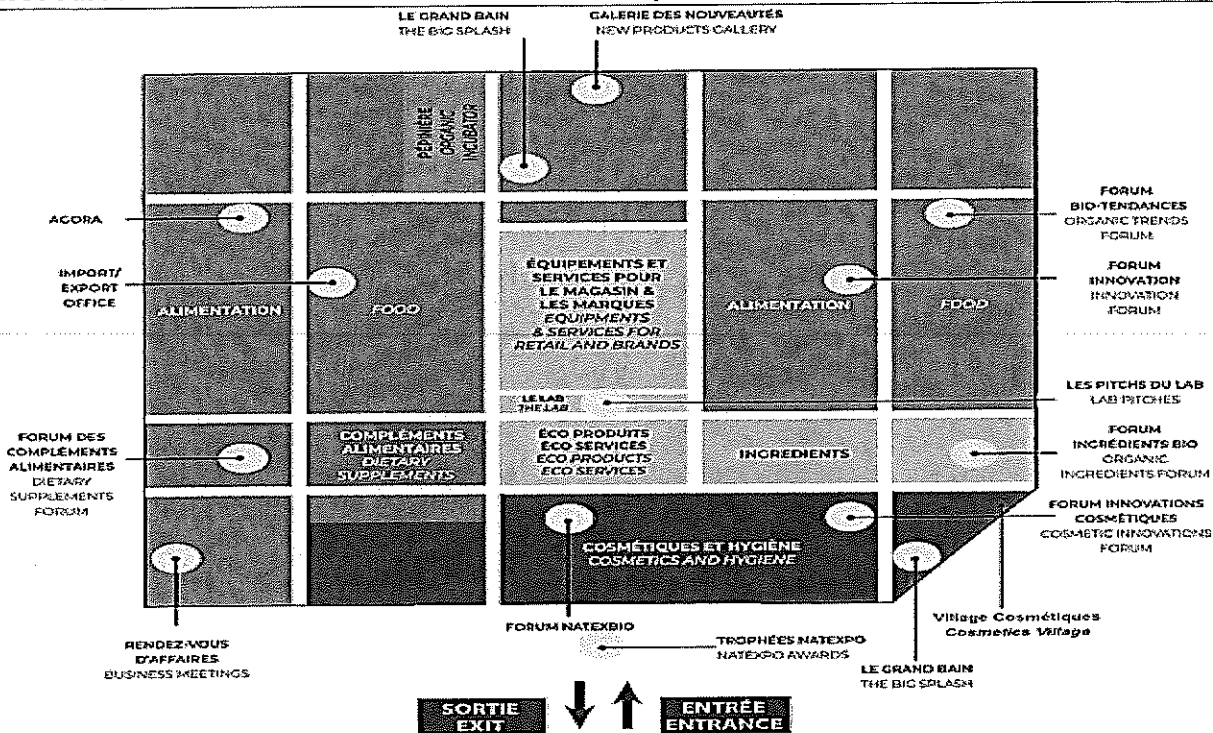 LE GRAND BAIN
THE BIG SPLASH
GALERIE DES NOUVEAUTÉS
NEW PRODUCTS GALLERY
PÉPINIÈRE
ORGANIC
INCUBATOR
AGORA
IMPORT/
EXPORT
OFFICE
ALIMENTATION
FOOD
ÉQUIPEMENTS ET
SERVICES POUR
LE MAGASIN &
LES MARQUES
EQUIPMENTS
& SERVICES FOR
RETAIL AND BRANDS
ALIMENTATION
FOOD
FORUM
BIO-TENDANCES
ORGANIC TRENDS
FORUM
FORUM
INNOVATION
INNOVATION
FORUM
LE LAB
THE LAB
LES PITCHS DU LAB
LAB PITCHES
FORUM DES
COMPLÉMENTS
ALIMENTAIRES
DIETARY
SUPPLEMENTS
FORUM
COMPLÉMENTS
ALIMENTAIRES
DIETARY
SUPPLEMENTS
ÉCO PRODUITS
ÉCO SERVICES
ECO PRODUCTS
ECO SERVICES
INGRÉDIENTS
FORUM
INGRÉDIENTS BIO
ORGANIC
INGREDIENTS FORUM
COSMÉTIQUES ET HYGIÈNE
COSMETICS AND HYGIENE
FORUM INNOVATIONS
COSMÉTIQUES
COSMETIC INNOVATIONS
FORUM
RENDEZ-VOUS
D'AFFAIRES
BUSINESS MEETINGS
FORUM NATEXBIO
TROPHÉES NATEXPO
NATEXPO AWARDS
Village Cosmétiques
Cosmetics Village
LE GRAND BAIN
THE BIG SPLASH
SORTIE
EXIT
ENTRÉE
ENTRANCE